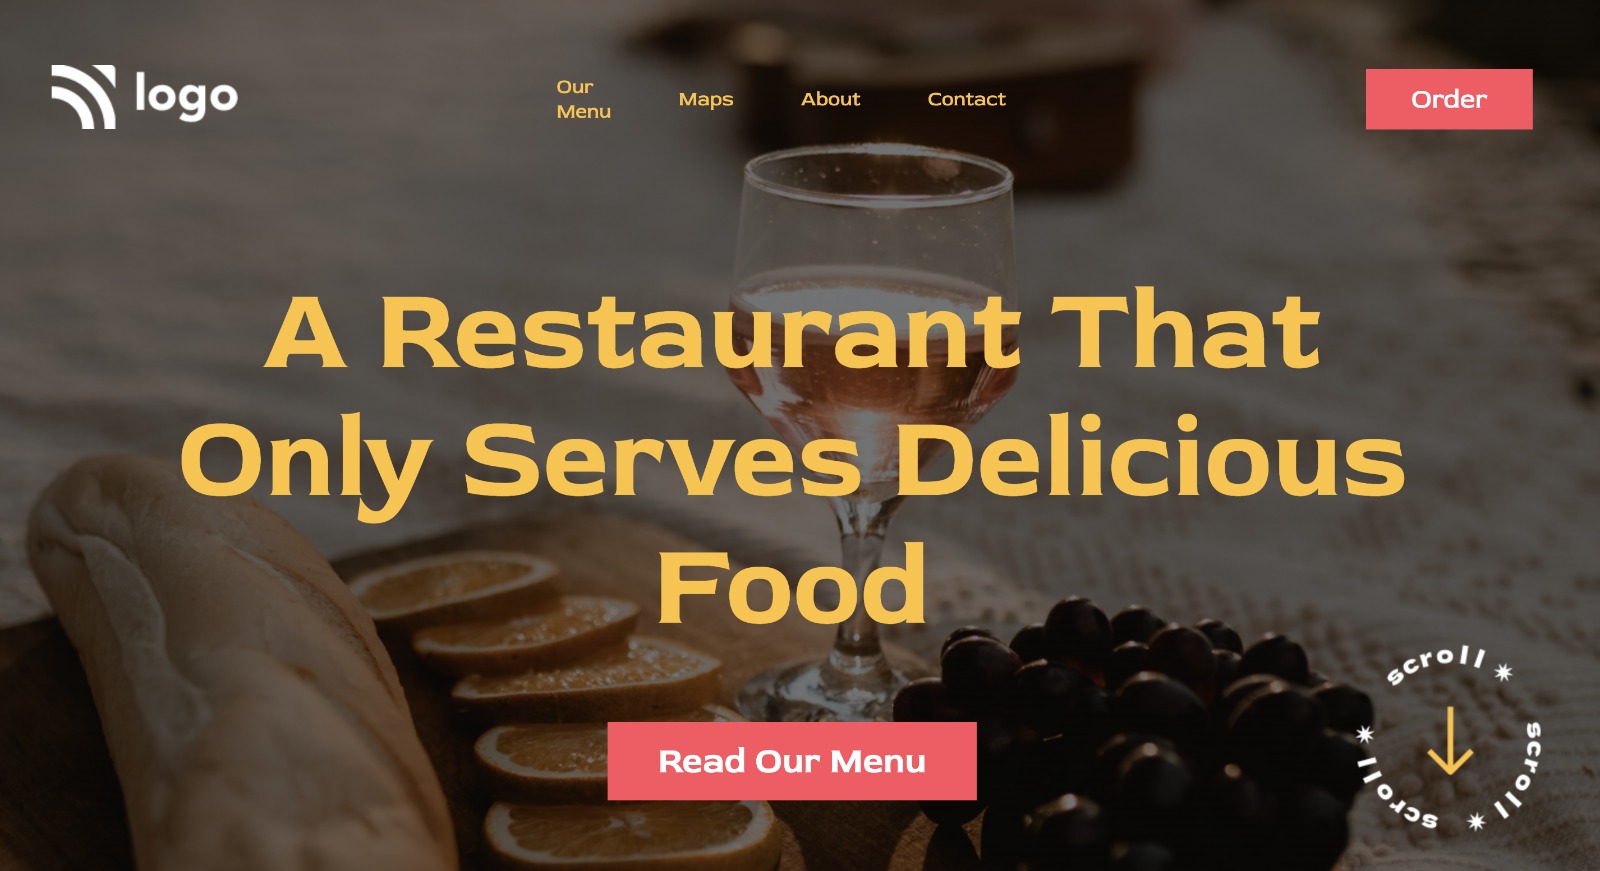 logo
Our
Menu
Maps
About
Contact
Order
A Restaurant That
Only Serves Delicious
Food
Read Our Menu
scroll
scroll
scroll